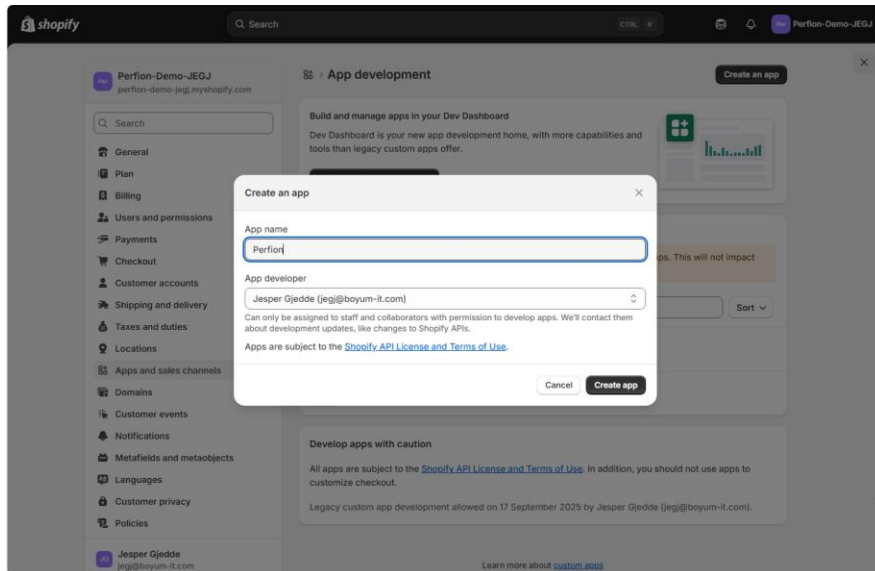 shopify
Search
CTRL K
Per
Perfion-Demo-JEGJ
Per
Perfion-Demo-JEGJ
perfion-demo-jegj.myshopify.com
Search
General
Plan
Billing
Users and permissions
Payments
Checkout
Customer accounts
Shipping and delivery
Taxes and duties
Locations
Apps and sales channels
Domains
Customer events
Notifications
Metafields and metaobjects
Languages
Customer privacy
Policies
JG
Jesper Gjedde
jegj@boyum-it.com
› App development
Create an app
Build and manage apps in your Dev Dashboard
Dev Dashboard is your new app development home, with more capabilities and
tools than legacy custom apps offer.
ps. This will not impact
Sort
Create an app
App name
Perfion
App developer
Jesper Gjedde (jegj@boyum-it.com)
Can only be assigned to staff and collaborators with permission to develop apps. We'll contact them
about development updates, like changes to Shopify APIs.
Apps are subject to the Shopify API License and Terms of Use.
Cancel
Create app
Develop apps with caution
All apps are subject to the Shopify API License and Terms of Use. In addition, you should not use apps to
customize checkout.
Legacy custom app development allowed on 17 September 2025 by Jesper Gjedde (jegj@boyum-it.com).
Learn more about custom apps